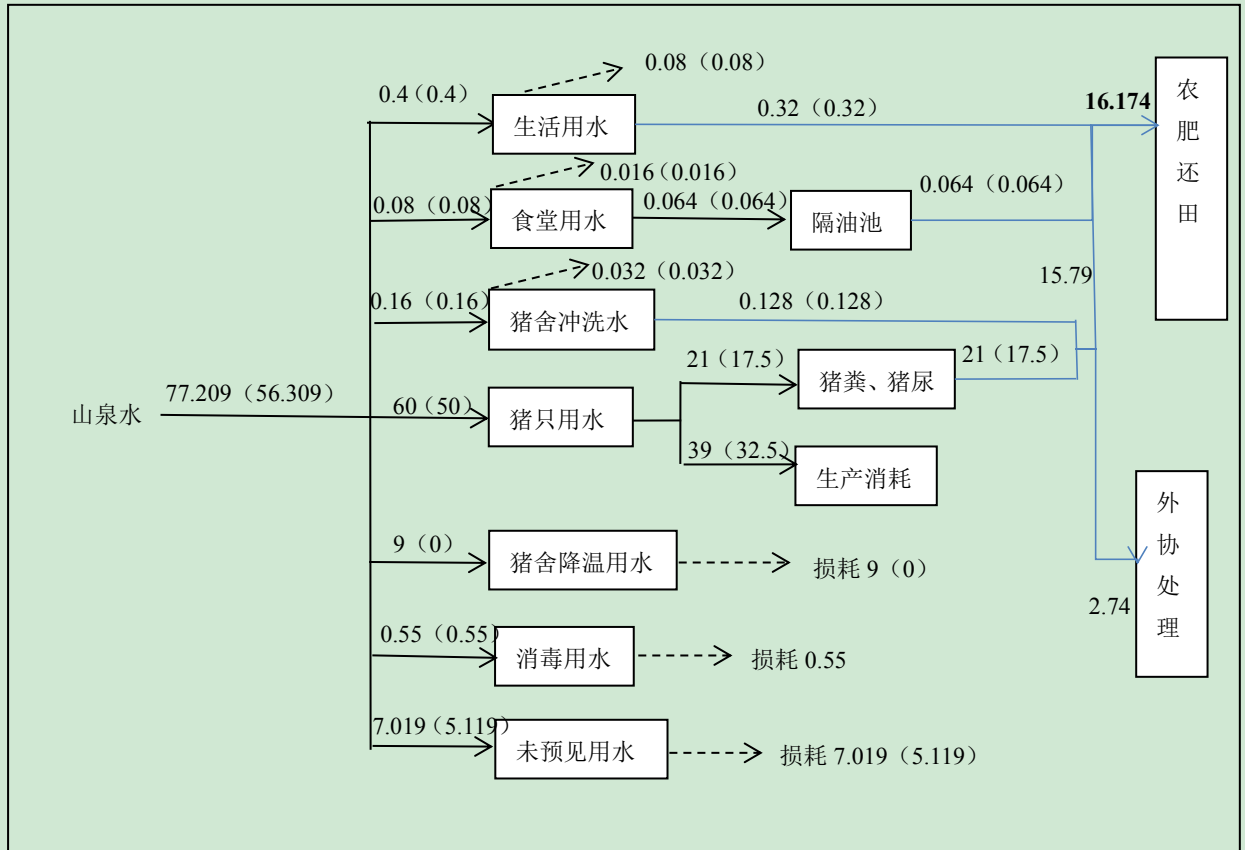 0.08（0.08）
0.4（0.4）
生活用水
0.32（0.32）
16.174
农肥还田
0.016（0.016）
0.08（0.08）
食堂用水
0.064（0.064）
隔油池
0.064（0.064）
0.032（0.032）
15.79
0.16（0.16）
猪舍冲洗水
0.128（0.128）
21（17.5）
猪粪、猪尿
21（17.5）
山泉水
77.209（56.309）
60（50）
猪只用水
39（32.5）
生产消耗
外协处理
9（0）
猪舍降温用水
损耗 9（0）
2.74
0.55（0.55）
消毒用水
损耗 0.55
7.019（5.119）
未预见用水
损耗 7.019（5.119）